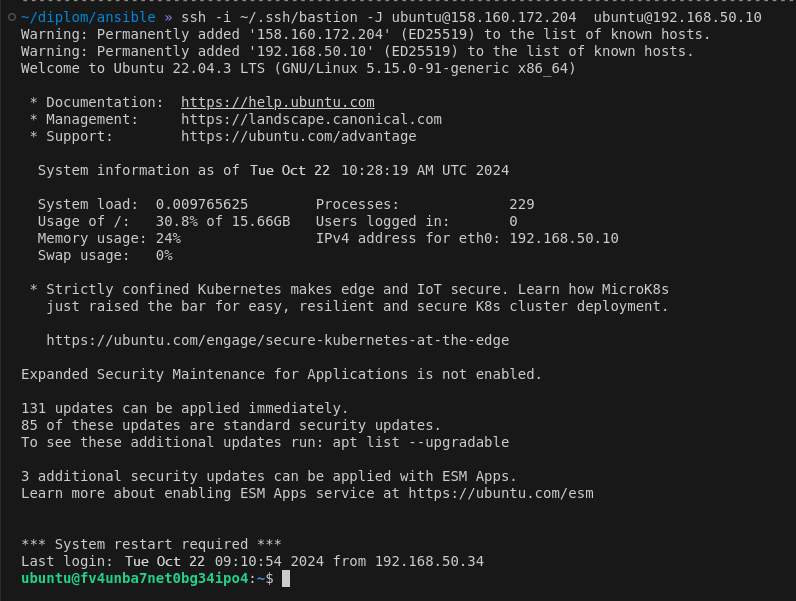 ~/diplom/ansible » ssh -i ~/.ssh/bastion -J ubuntu@158.160.172.204  ubuntu@192.168.50.10
Warning: Permanently added '158.160.172.204' (ED25519) to the list of known hosts.
Warning: Permanently added '192.168.50.10' (ED25519) to the list of known hosts.
Welcome to Ubuntu 22.04.3 LTS (GNU/Linux 5.15.0-91-generic x86_64)
* Documentation:  https://help.ubuntu.com
* Management:     https://landscape.canonical.com
* Support:        https://ubuntu.com/advantage
System information as of Tue Oct 22 10:28:19 AM UTC 2024
System load:  0.009765625        Processes:             229
Usage of /:   30.8% of 15.66GB   Users logged in:       0
Memory usage: 24%                IPv4 address for eth0: 192.168.50.10
Swap usage:   0%
* Strictly confined Kubernetes makes edge and IoT secure. Learn how MicroK8s
just raised the bar for easy, resilient and secure K8s cluster deployment.
https://ubuntu.com/engage/secure-kubernetes-at-the-edge
Expanded Security Maintenance for Applications is not enabled.
131 updates can be applied immediately.
85 of these updates are standard security updates.
To see these additional updates run: apt list --upgradable
3 additional security updates can be applied with ESM Apps.
Learn more about enabling ESM Apps service at https://ubuntu.com/esm
*** System restart required ***
Last login: Tue Oct 22 09:10:54 2024 from 192.168.50.34
ubuntu@fv4unba7net0bg34ipo4:~$